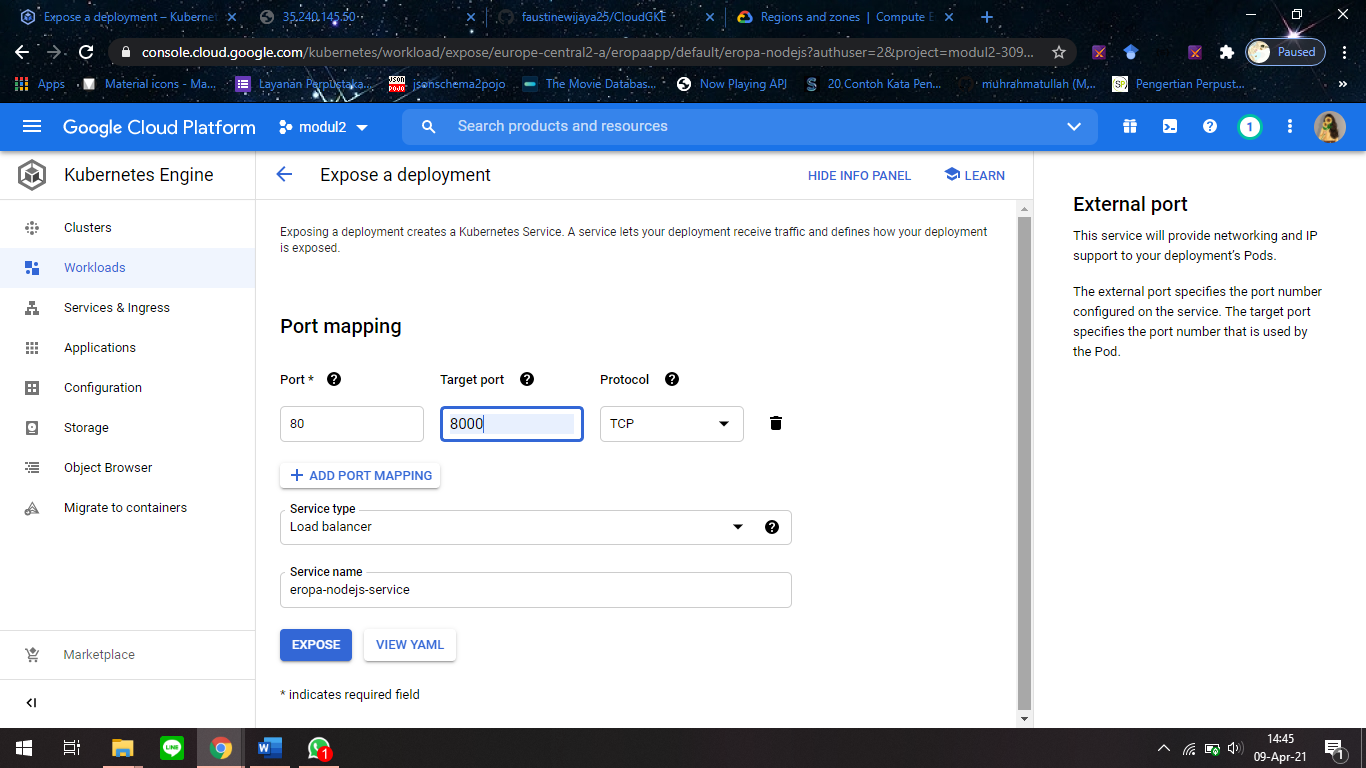 Expose a deployment – Kubernet
35.240.145.50
faustinewijaya25/CloudGKE
Regions and zones | Compute E
console.cloud.google.com/kubernetes/workload/expose/europe-central2-a/eropaapp/default/eropa-nodejs?authuser=2&project=modul2-309...
Paused
Apps
Material icons - Ma...
Layanan Perpustaka...
JSON
POJO
jsonschema2pojo
The Movie Databas...
Now Playing API
20 Contoh Kata Pen...
muhrahmatullah (M,...
Pengertian Perpust...
»
Google Cloud Platform
modul2
Search products and resources
1
Kubernetes Engine
Expose a deployment
HIDE INFO PANEL
LEARN
Clusters
Workloads
Services & Ingress
Applications
Configuration
Storage
Object Browser
Migrate to containers
Marketplace
Exposing a deployment creates a Kubernetes Service. A service lets your deployment receive traffic and defines how your deployment
is exposed.
Port mapping
Port *
Target port
Protocol
80
8000
TCP
ADD PORT MAPPING
Service type
Load balancer
Service name
eropa-nodejs-service
EXPOSE
VIEW YAML
* indicates required field
External port
This service will provide networking and IP
support to your deployment's Pods.
The external port specifies the port number
configured on the service. The target port
specifies the port number that is used by
the Pod.
LINE
W
1
14:45
09-Apr-21
1